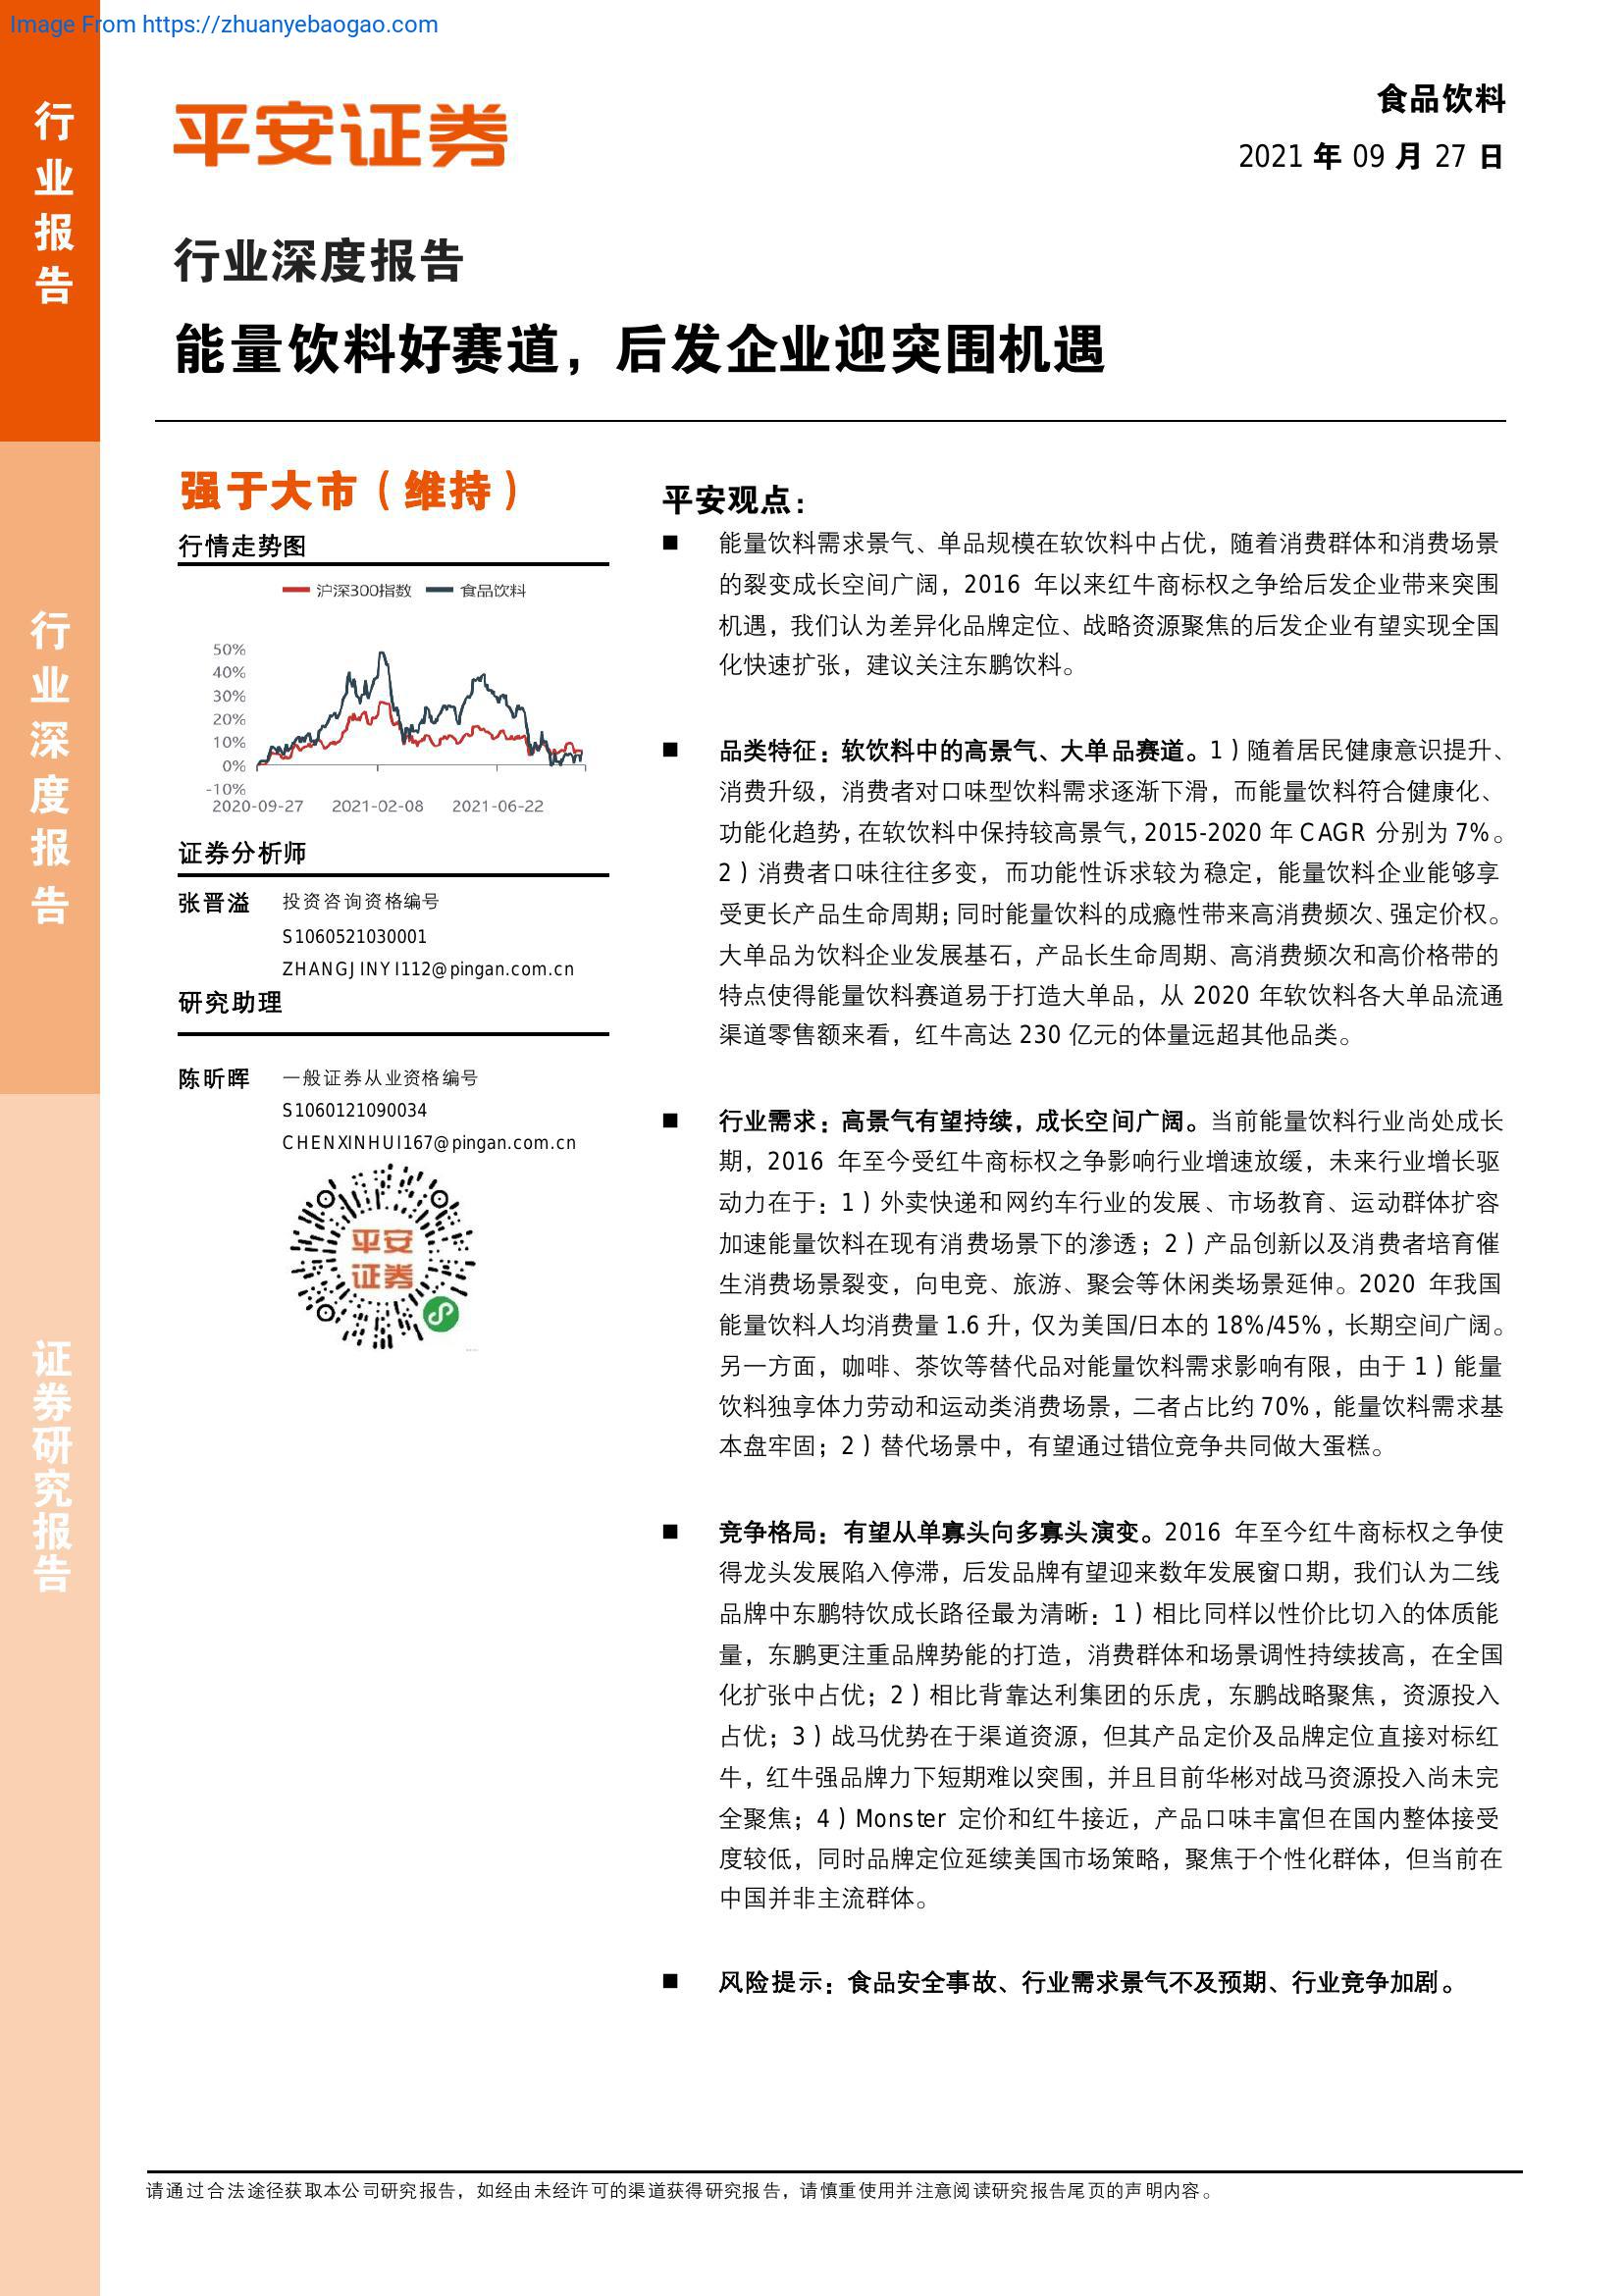 Image From https://zhuanyebaogao.com
行业报告
行业深度报告
证券研究报告
平安证券
食品饮料
2021 年 09 月 27 日
行业深度报告
能量饮料好赛道，后发企业迎突围机遇
强于大市（维持）
行情走势图
沪深300指数 食品饮料
50%
40%
30%
20%
10%
0%
-10%
2020-09-27 2021-02-08 2021-06-22
证券分析师
张晋溢 投资咨询资格编号
S1060521030001
ZHANGJINYI112@pingan.com.cn
研究助理
陈昕晖 一般证券从业资格编号
S1060121090034
CHENXINHUI167@pingan.com.cn
平安
证券
平安观点：
■ 能量饮料需求景气、单品规模在软饮料中占优，随着消费群体和消费场景
的裂变成长空间广阔，2016 年以来红牛商标权之争给后发企业带来突围
机遇，我们认为差异化品牌定位、战略资源聚焦的后发企业有望实现全国
化快速扩张，建议关注东鹏饮料。
■ 品类特征：软饮料中的高景气、大单品赛道。1）随着居民健康意识提升、
消费升级，消费者对口味型饮料需求逐渐下滑，而能量饮料符合健康化、
功能化趋势，在软饮料中保持较高景气，2015-2020 年 CAGR 分别为 7%。
2）消费者口味往往多变，而功能性诉求较为稳定，能量饮料企业能够享
受更长产品生命周期；同时能量饮料的成瘾性带来高消费频次、强定价权。
大单品为饮料企业发展基石，产品长生命周期、高消费频次和高价格带的
特点使得能量饮料赛道易于打造大单品，从 2020 年软饮料各大单品流通
渠道零售额来看，红牛高达 230 亿元的体量远超其他品类。
■ 行业需求：高景气有望持续，成长空间广阔。当前能量饮料行业尚处成长
期，2016 年至今受红牛商标权之争影响行业增速放缓，未来行业增长驱
动力在于：1）外卖快递和网约车行业的发展、市场教育、运动群体扩容
加速能量饮料在现有消费场景下的渗透；2）产品创新以及消费者培育催
生消费场景裂变，向电竞、旅游、聚会等休闲类场景延伸。2020 年我国
能量饮料人均消费量 1.6 升，仅为美国/日本的 18%/45%，长期空间广阔。
另一方面，咖啡、茶饮等替代品对能量饮料需求影响有限，由于 1）能量
饮料独享体力劳动和运动类消费场景，二者占比约 70%，能量饮料需求基
本盘牢固；2）替代场景中，有望通过错位竞争共同做大蛋糕。
■ 竞争格局：有望从单寡头向多寡头演变。2016 年至今红牛商标权之争使
得龙头发展陷入停滞，后发品牌有望迎来数年发展窗口期，我们认为二线
品牌中东鹏特饮成长路径最为清晰：1）相比同样以性价比切入的体质能
量，东鹏更注重品牌势能的打造，消费群体和场景调性持续拔高，在全国
化扩张中占优；2）相比背靠达利集团的乐虎，东鹏战略聚焦，资源投入
占优；3）战马优势在于渠道资源，但其产品定价及品牌定位直接对标红
牛，红牛强品牌力下短期难以突围，并且目前华彬对战马资源投入尚未完
全聚焦；4）Monster 定价和红牛接近，产品口味丰富但在国内整体接受
度较低，同时品牌定位延续美国市场策略，聚焦于个性化群体，但当前在
中国并非主流群体。
■ 风险提示：食品安全事故、行业需求景气不及预期、行业竞争加剧。
请通过合法途径获取本公司研究报告，如经由未经许可的渠道获得研究报告，请慎重使用并注意阅读研究报告尾页的声明内容。